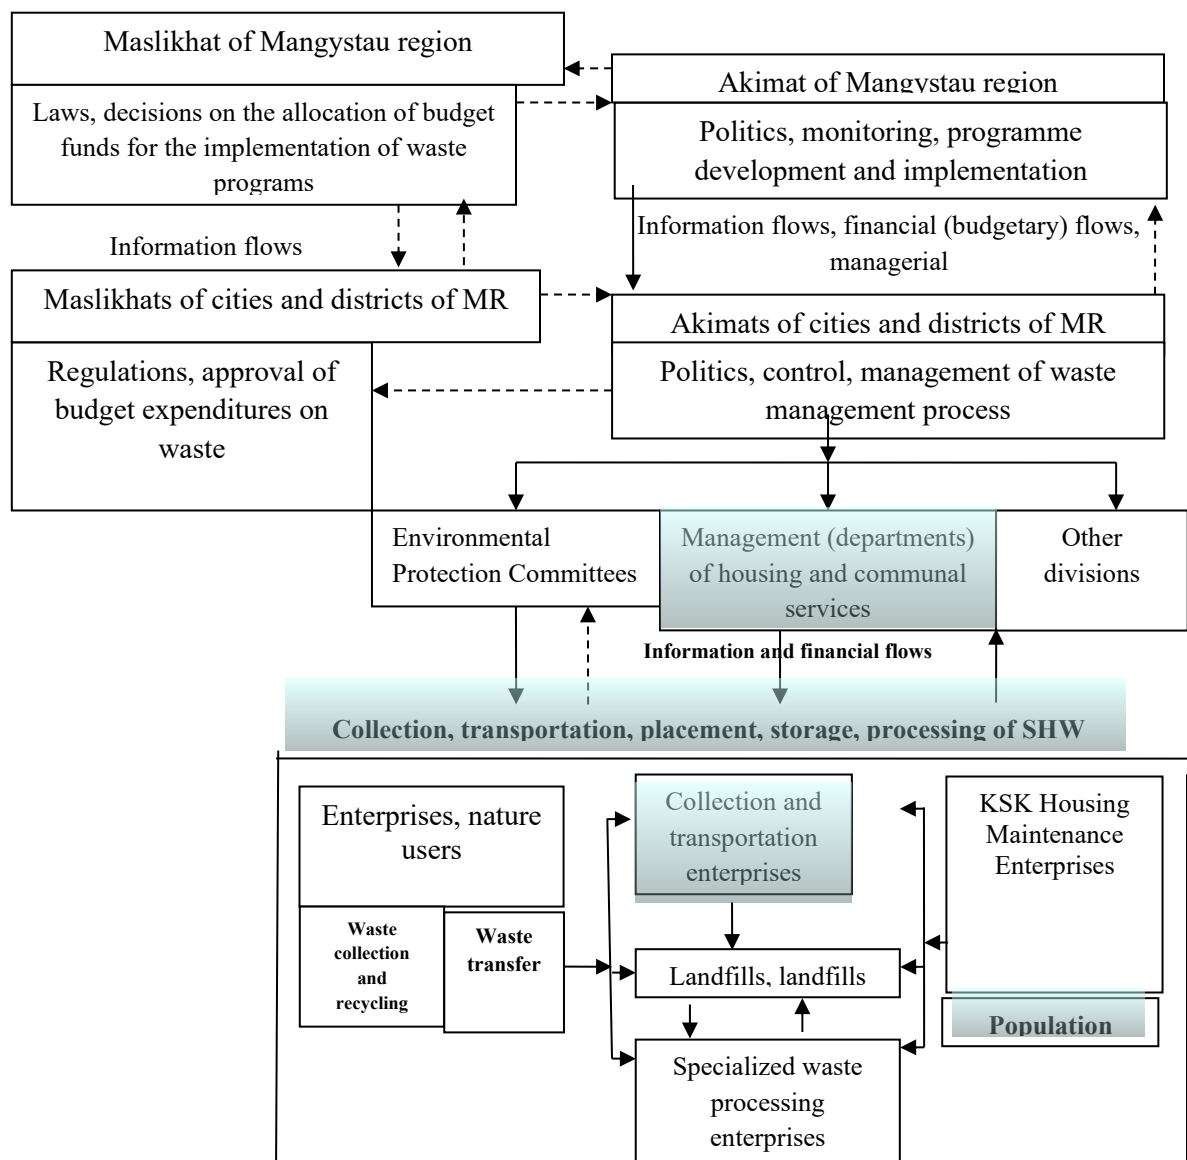 Maslikhat of Mangystau region
Akimat of Mangystau region
Laws, decisions on the allocation of budget
funds for the implementation of waste
programs
Politics, monitoring, programme
development and implementation
Information flows
Information flows, financial (budgetary) flows,
managerial
Maslikhats of cities and districts of MR
Akimats of cities and districts of MR
Regulations, approval of
budget expenditures on
waste
Politics, control, management of waste
management process
Environmental
Protection Committees
Management (departments)
of housing and communal
services
Other
divisions
Information and financial flows
Collection, transportation, placement, storage, processing of SHW
Enterprises, nature
users
Collection and
transportation
enterprises
KSK Housing
Maintenance
Enterprises
Waste
collection
and
recycling
Waste
transfer
Landfills, landfills
Population
Specialized waste
processing
enterprises